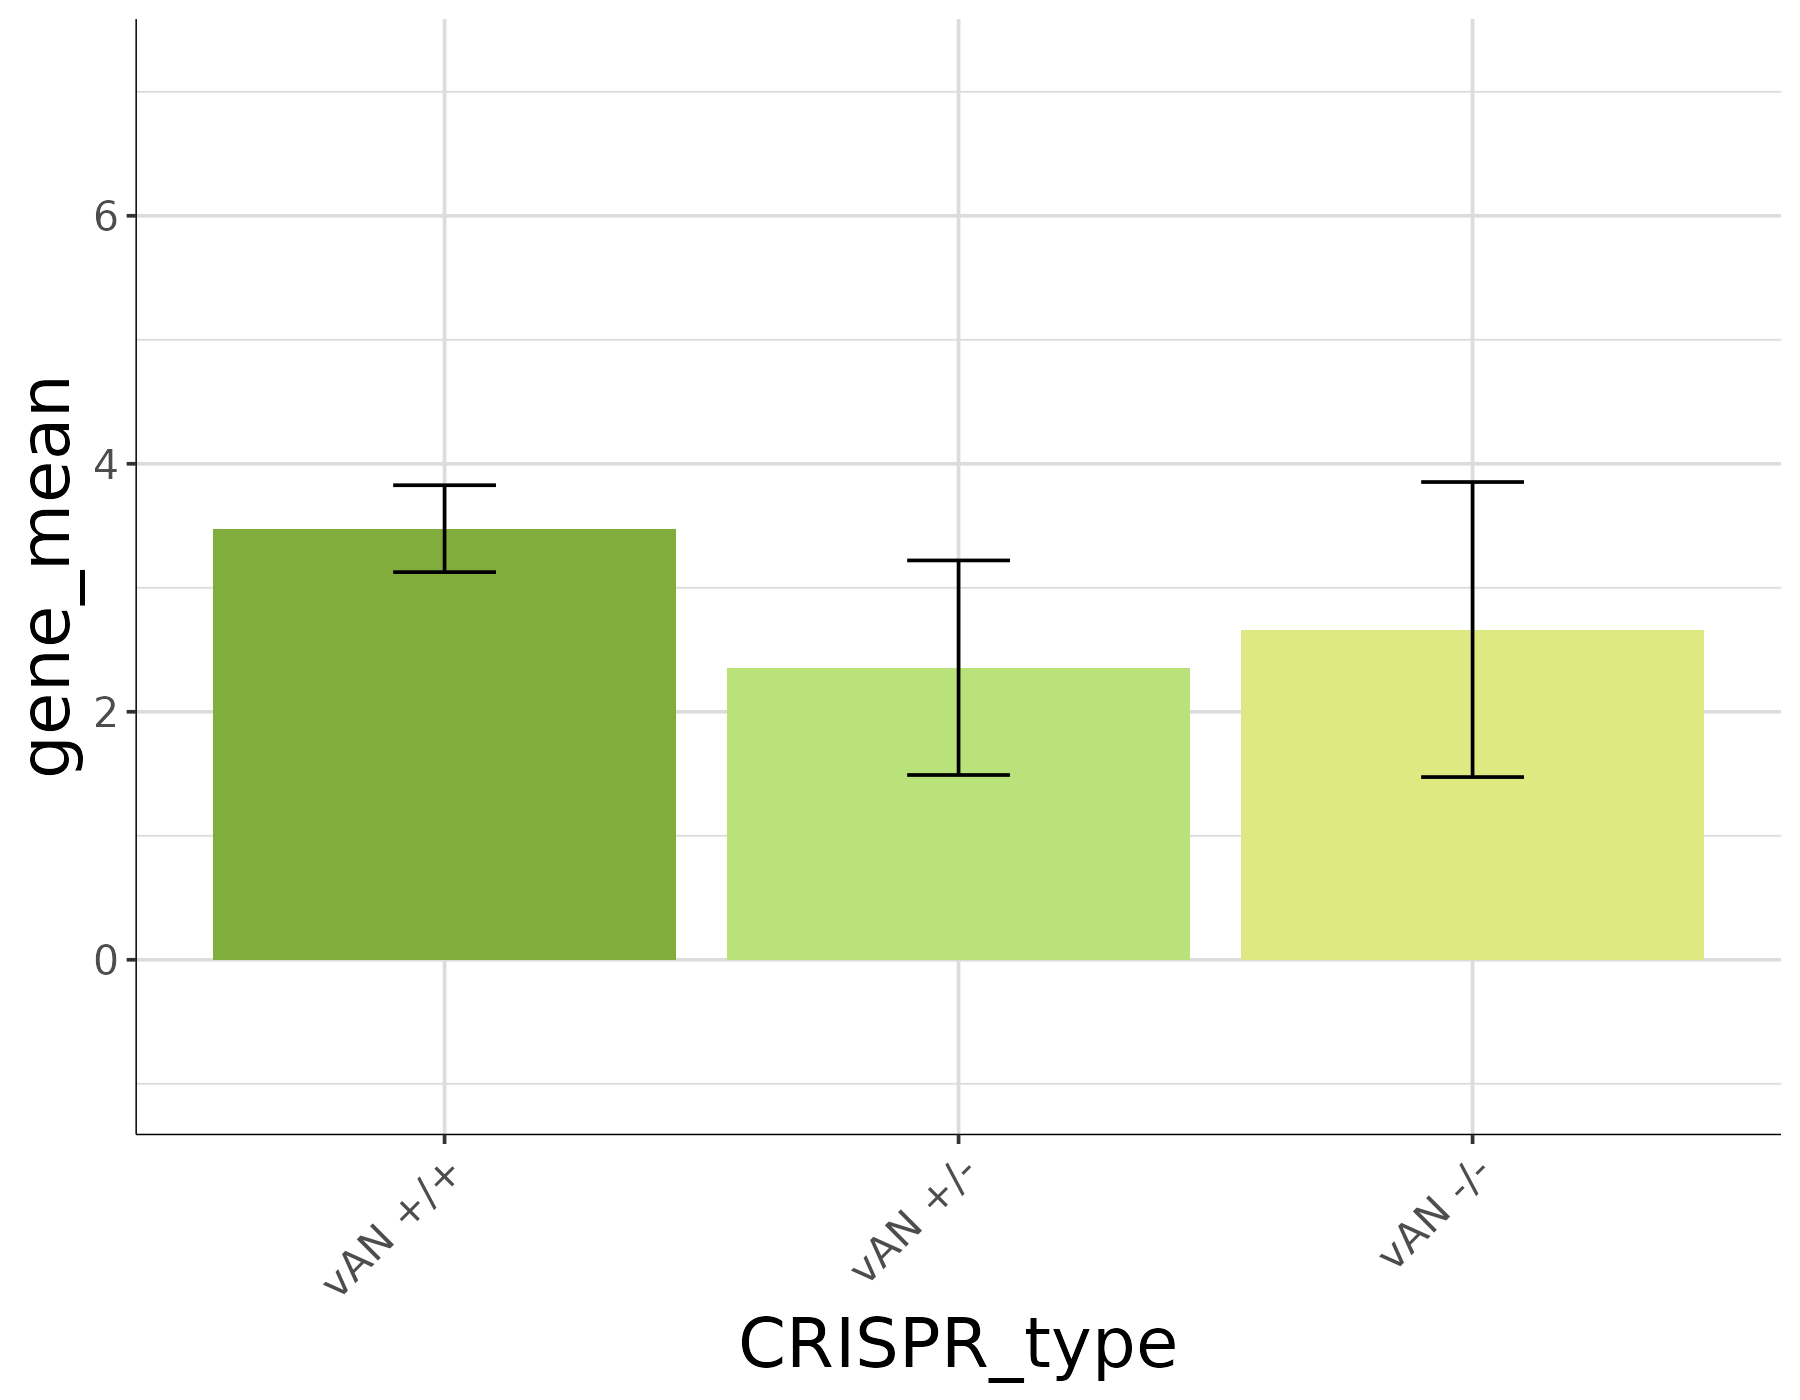 gene_mean
6
4
2
0
vAN +/+
vAN +/-
vAN -/-
CRISPR_type